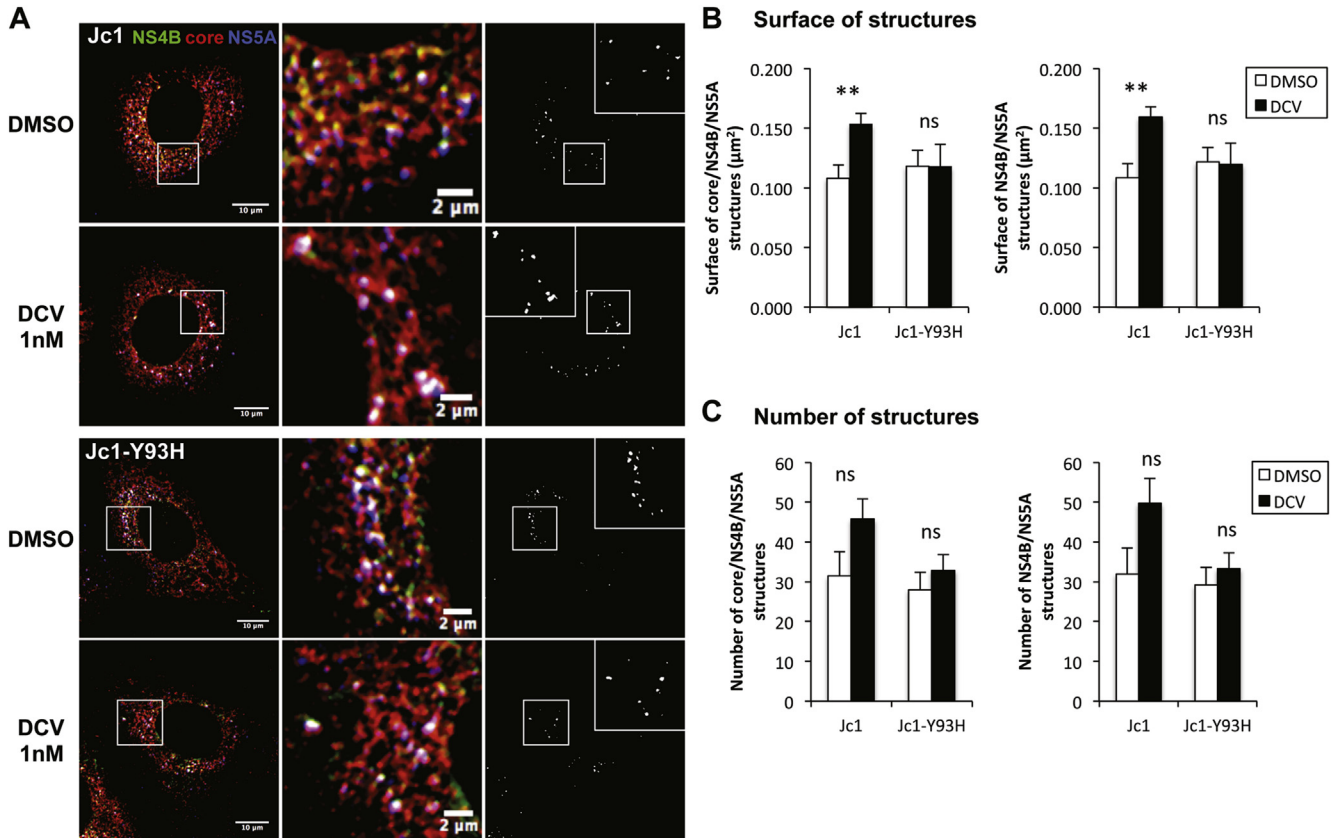 A
Jc1 NS4B core NS5A
DMSO
10 µm
2 µm
DCV
1nM
10 µm
2 µm
Jc1-Y93H
DMSO
10 µm
2 µm
DCV
1nM
10 µm
2 µm
B Surface of structures
Surface of core/NS4B/NS5A
structures (µm²)
0.200
0.150
0.100
0.050
0.000
**
ns
Jc1 Jc1-Y93H
Surface of NS4B/NS5A
structures (µm²)
0.200
0.150
0.100
0.050
0.000
**
ns
Jc1 Jc1-Y93H
DMSO
DCV
C Number of structures
Number of core/NS4B/NS5A
structures
60
50
40
30
20
10
0
ns
ns
Jc1 Jc1-Y93H
Number of NS4B/NS5A
structures
60
50
40
30
20
10
0
ns
ns
Jc1 Jc1-Y93H
DMSO
DCV